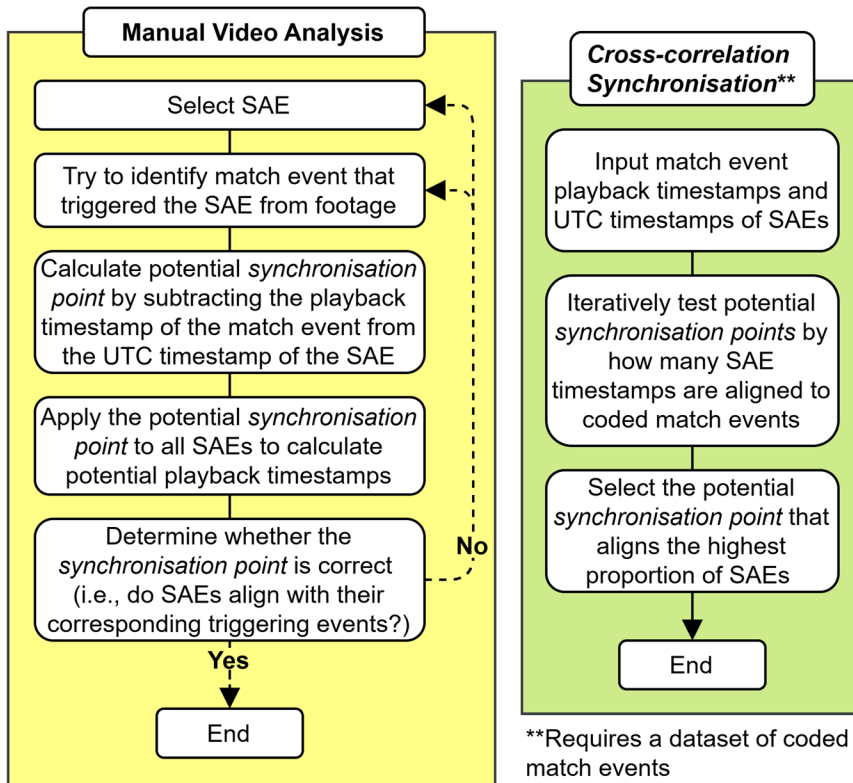 Manual Video Analysis
Select SAE
Try to identify match event that
triggered the SAE from footage
Calculate potential synchronisation
point by subtracting the playback
timestamp of the match event from
the UTC timestamp of the SAE
Apply the potential synchronisation
point to all SAEs to calculate
potential playback timestamps
Determine whether the
synchronisation point is correct
(i.e., do SAEs align with their
corresponding triggering events?)
No
Yes
End
Cross-correlation
Synchronisation**
Input match event
playback timestamps and
UTC timestamps of SAEs
Iteratively test potential
synchronisation points by
how many SAE
timestamps are aligned to
coded match events
Select the potential
synchronisation point that
aligns the highest
proportion of SAEs
End
**Requires a dataset of coded
match events